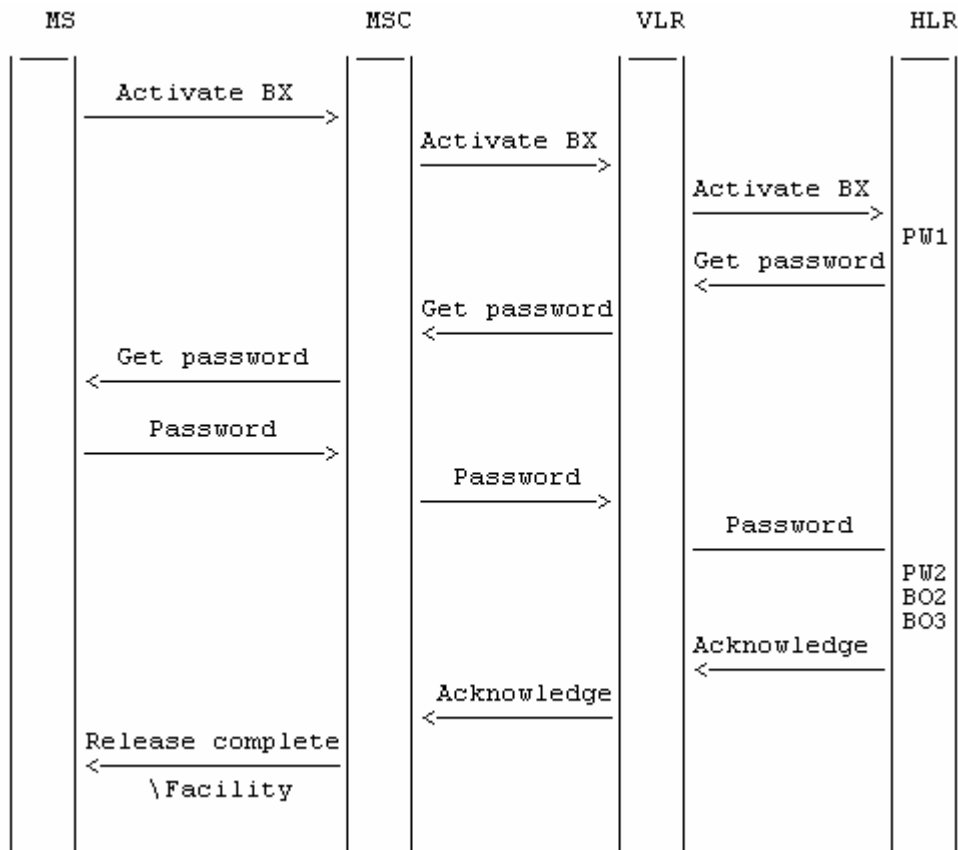 MS MSC VLR HLR
Activate BX
Activate BX
Activate BX
PW1
Get password
Get password
Get password
Password
Password
Password
PW2
BO2
BO3
Acknowledge
Acknowledge
Release complete
\Facility